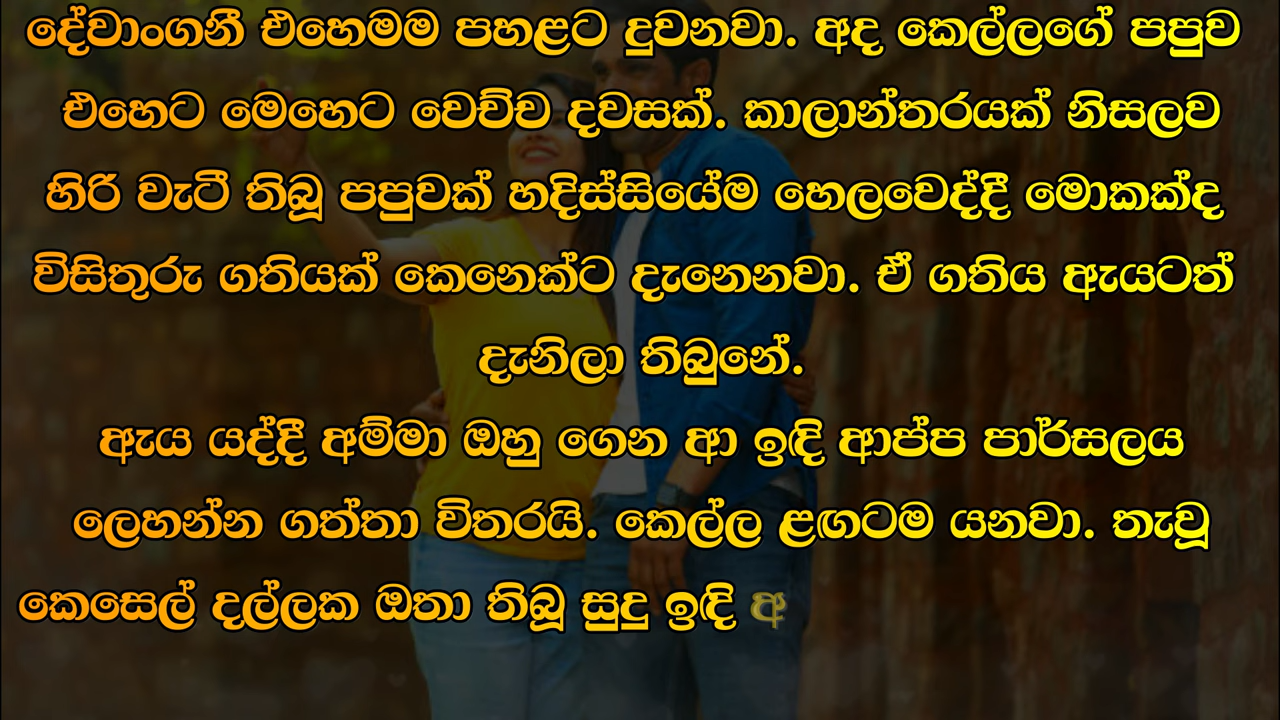 දේවාංගනී එහෙමම පහළට දුවනවා. අද කෙල්ලගේ පපුව
එහෙට මෙහෙට වෙච්ච දවසක්. කාලාන්තරයක් නිසලව
හිරි වැටී තිබූ පපුවක් හදිස්සියේම හෙලවෙද්දී මොකක්ද
විසිතුරු ගතියක් කෙනෙක්ට දැනෙනවා. ඒ ගතිය ඇයටත්
දැනිලා තිබුනේ.
ඇය යද්දී අම්මා ඔහු ගෙන ආ ඉඳි ආප්ප පාර්සලය
ලෙහන්න ගත්තා විතරයි. කෙල්ල ළඟටම යනවා. තැවූ
කෙසෙල් දල්ලක ඔතා තිබූ සුදු ඉඳි අ